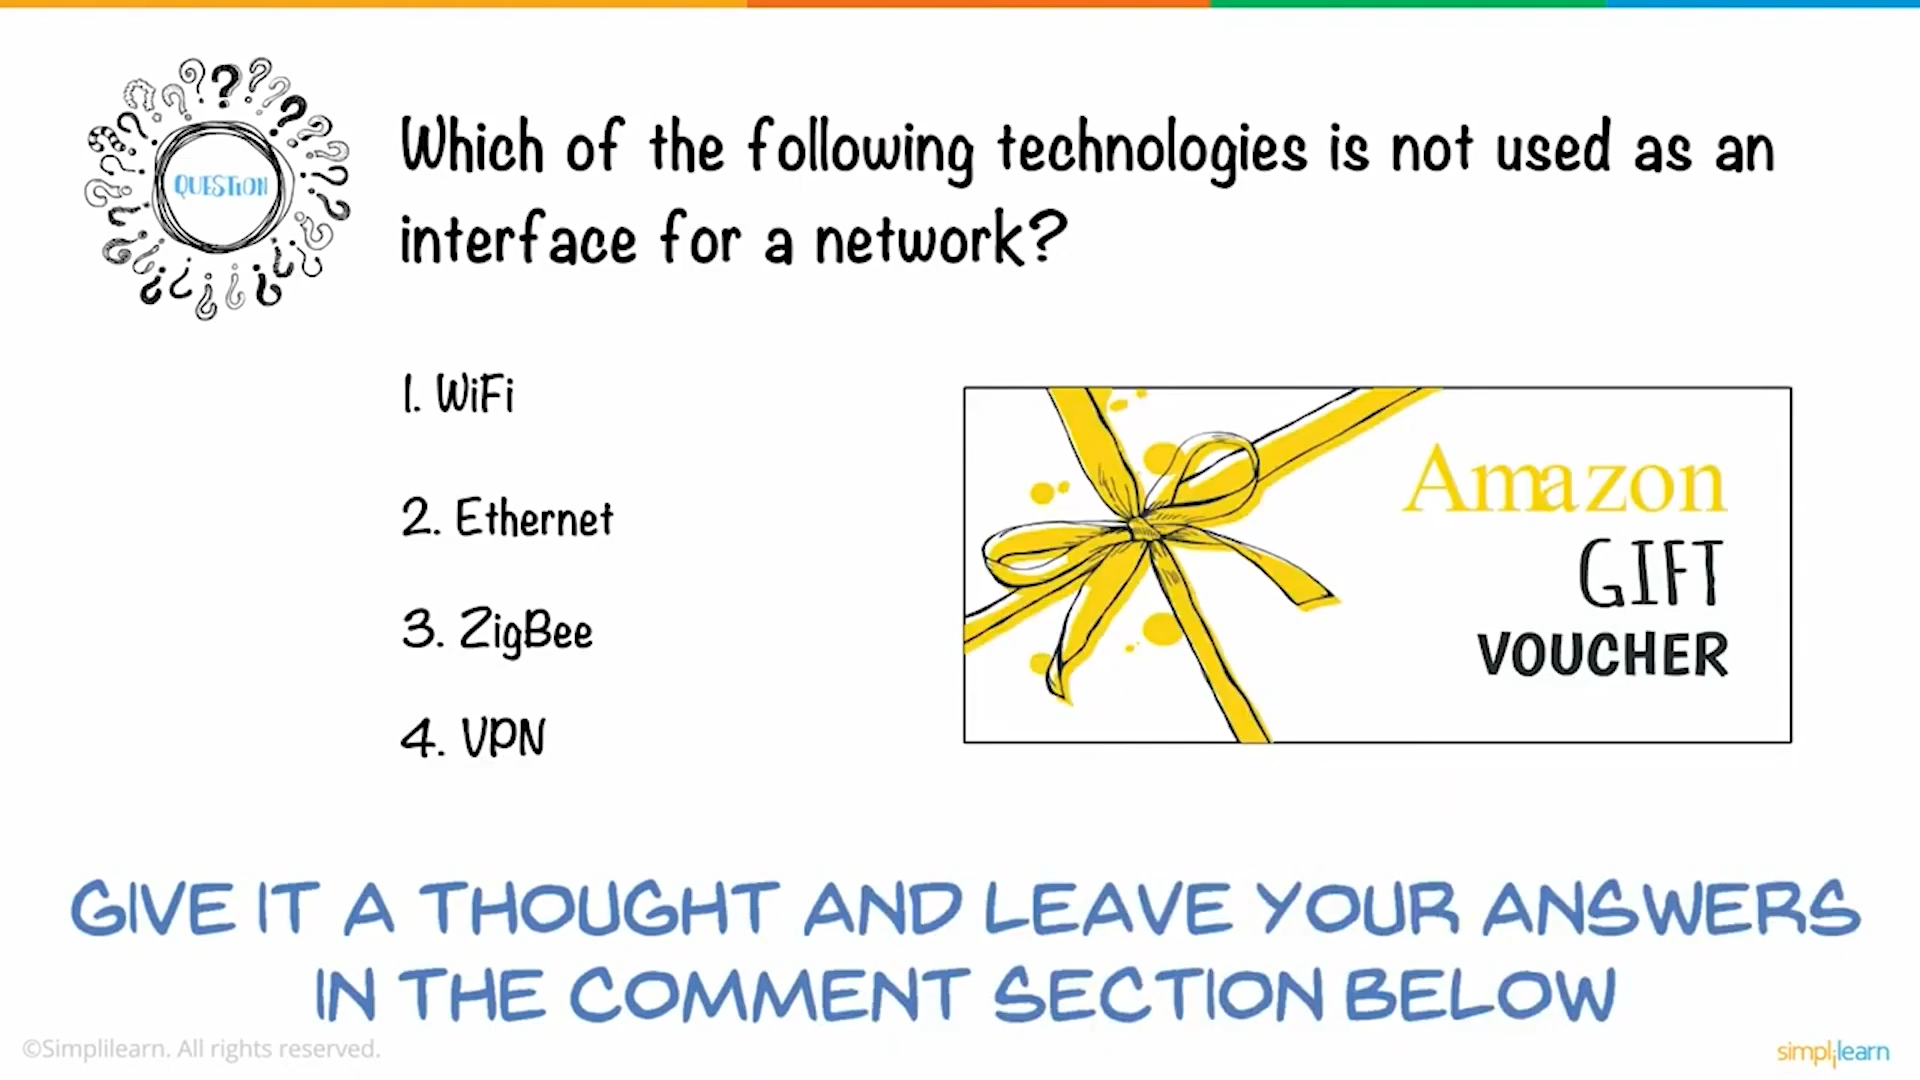 QUESTION
Which of the following technologies is not used as an
interface for a network?
1. WiFi
2. Ethernet
3. ZigBee
4. VPN
Amazon
GIFT
VOUCHER
GIVE IT A THOUGHT AND LEAVE YOUR ANSWERS
IN THE COMMENT SECTION BELOW
©Simplilearn. All rights reserved.
simplilearn